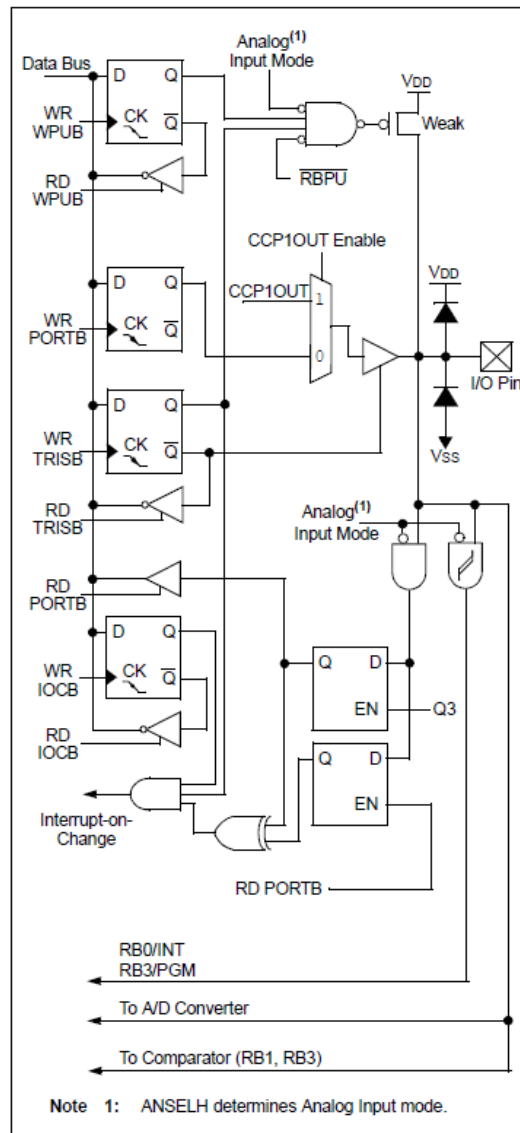 Analog(1)
Input Mode
Data Bus
D Q
VDD
WR
WPUB
CK Q
Weak
RD
WPUB
RBPU
CCP1OUT Enable
D Q
CCP1OUT
1
VDD
WR
PORTB
CK Q
0
I/O Pin
D Q
WR
TRISB
CK Q
VSS
RD
TRISB
Analog(1)
Input Mode
RD
PORTB
D Q
Q D
WR
IOCB
CK Q
EN
Q3
RD
IOCB
Q D
EN
Interrupt-on-
Change
RD PORTB
RB0/INT
RB3/PGM
To A/D Converter
To Comparator (RB1, RB3)
Note 1: ANSELH determines Analog Input mode.